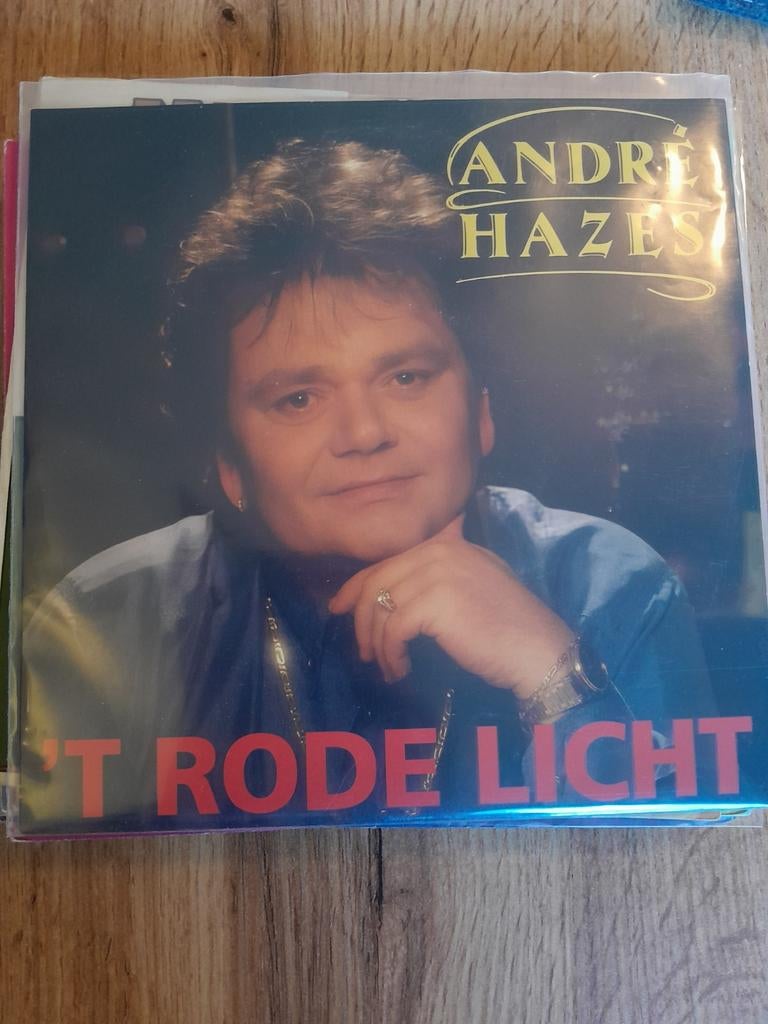 ANDRÉ
HAZES
'T RODE LICHT